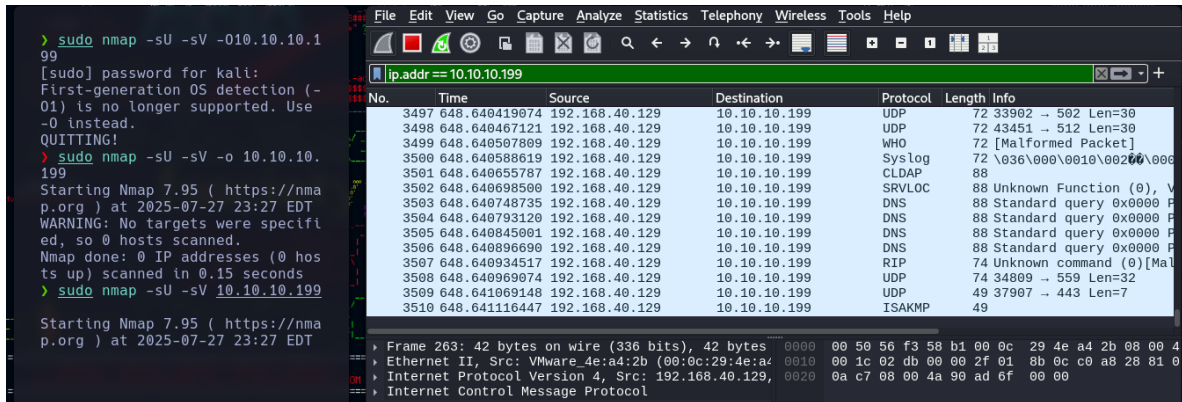 ❯ sudo nmap -sU -sV -O10.10.10.1
99
[sudo] password for kali:
First-generation OS detection (-
O1) is no longer supported. Use
-O instead.
QUITTING!
❯ sudo nmap -sU -sV -o 10.10.10.
199
Starting Nmap 7.95 ( https://nma
p.org ) at 2025-07-27 23:27 EDT
WARNING: No targets were specifi
ed, so 0 hosts scanned.
Nmap done: 0 IP addresses (0 hos
ts up) scanned in 0.15 seconds
❯ sudo nmap -sU -sV 10.10.10.199
Starting Nmap 7.95 ( https://nma
p.org ) at 2025-07-27 23:27 EDT
File Edit View Go Capture Analyze Statistics Telephony Wireless Tools Help
ip.addr == 10.10.10.199
No. Time Source Destination Protocol Length Info
3497 648.640419074 192.168.40.129 10.10.10.199 UDP 72 33902 → 502 Len=30
3498 648.640467121 192.168.40.129 10.10.10.199 UDP 72 43451 → 512 Len=30
3499 648.640507809 192.168.40.129 10.10.10.199 WHO 72 [Malformed Packet]
3500 648.640588619 192.168.40.129 10.10.10.199 Syslog 72 \036\000\0010\002��\000
3501 648.640655787 192.168.40.129 10.10.10.199 CLDAP 88
3502 648.640698500 192.168.40.129 10.10.10.199 SRVLOC 88 Unknown Function (0), V
3503 648.640748735 192.168.40.129 10.10.10.199 DNS 88 Standard query 0x0000 P
3504 648.640793120 192.168.40.129 10.10.10.199 DNS 88 Standard query 0x0000 P
3505 648.640845001 192.168.40.129 10.10.10.199 DNS 88 Standard query 0x0000 P
3506 648.640896690 192.168.40.129 10.10.10.199 DNS 88 Standard query 0x0000 P
3507 648.640934517 192.168.40.129 10.10.10.199 RIP 74 Unknown command (0)[Mal
3508 648.640969074 192.168.40.129 10.10.10.199 UDP 74 34809 → 559 Len=32
3509 648.641069148 192.168.40.129 10.10.10.199 UDP 49 37907 → 443 Len=7
3510 648.641116447 192.168.40.129 10.10.10.199 ISAKMP 49
Frame 263: 42 bytes on wire (336 bits), 42 bytes
Ethernet II, Src: VMware_4e:a4:2b (00:0c:29:4e:a4
Internet Protocol Version 4, Src: 192.168.40.129,
Internet Control Message Protocol
0000 00 50 56 f3 58 b1 00 0c 29 4e a4 2b 08 00 4
0010 00 1c 02 db 00 00 2f 01 8b 0c c0 a8 28 81 0
0020 0a c7 08 00 4a 90 ad 6f 00 00